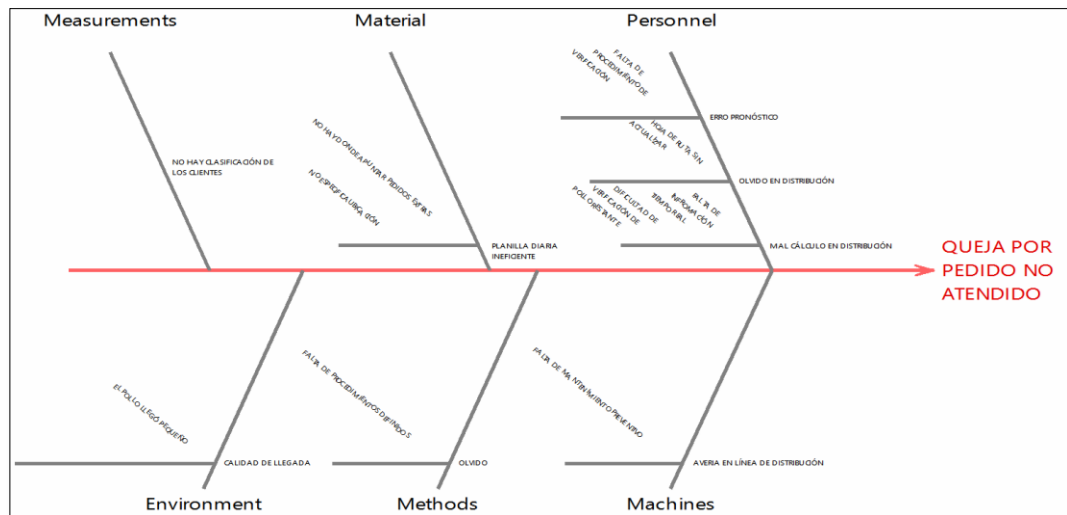 Measurements
Material
Personnel
FALTA DE
PROCEDIMIENTO DE
VERIFICACIÓN
ERRO PRONÓSTICO
NO HAY DONDE APUNTAR PEDIDOS EXTRAS
HOJA DE RUTA SIN
ACTUALIZAR
NO HAY CLASIFICACIÓN DE
LOS CLIENTES
NO ESPECIFICA UBICACIÓN
OLVIDO EN DISTRIBUCIÓN
FALTA DE
INFROMACIÓN
TEMPORAL
DIFICULTAD DE
VERIFICACIÓN DE
POLLO RESTANTE
PLANILLA DIARIA
INEFICIENTE
MAL CÁLCULO EN DISTRIBUCIÓN
QUEJA POR
PEDIDO NO
ATENDIDO
EL POLLO LLEGÓ PEQUEÑO
FALTA DE PROCEDIMIENTOS DEFINIDOS
FALTA DE MANTENIMIENTO PREVENTIVO
CALIDAD DE LLEGADA
OLVIDO
AVERIA EN LÍNEA DE DISTRIBUCIÓN
Environment
Methods
Machines